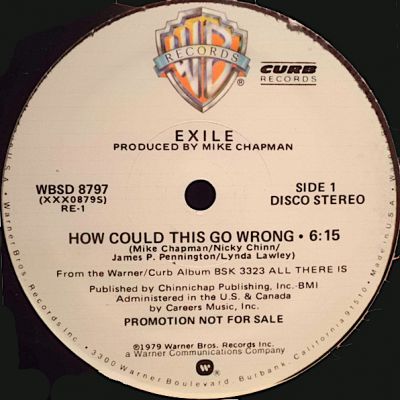 WB
RECORDS
®
CURB
RECORDS
EXILE
PRODUCED BY MIKE CHAPMAN
WBSD 8797
(XXX0879S)
RE-1
SIDE 1
DISCO STEREO
HOW COULD THIS GO WRONG • 6:15
(Mike Chapman/Nicky Chinn/
James P. Pennington/Lynda Lawley)
From the Warner/Curb Album BSK 3323 ALL THERE IS
Published by Chinnichap Publishing, Inc.-BMI
Administered in the U.S. & Canada
by Careers Music, Inc.
PROMOTION NOT FOR SALE
℗1979 Warner Bros. Records Inc.
a Warner Communications Company
Warner Bros. Records Inc., • 3300 Warner Boulevard, Burbank, California 91510 • Made in U.S.A. •